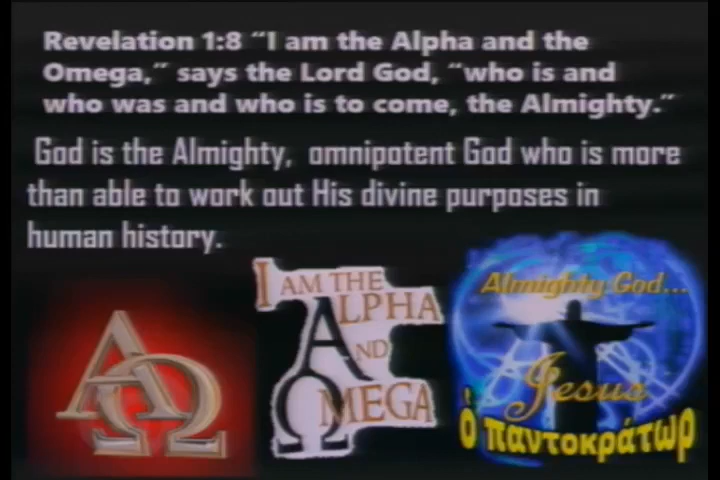 Revelation 1:8 “I am the Alpha and the
Omega,” says the Lord God, “who is and
who was and who is to come, the Almighty.”
God is the Almighty, omnipotent God who is more
than able to work out His divine purposes in
human history.
ΑΩ
I AM THE
ALPHA
AND
OMEGA
Almighty God...
Jesus
ὁ παντοκράτωρ